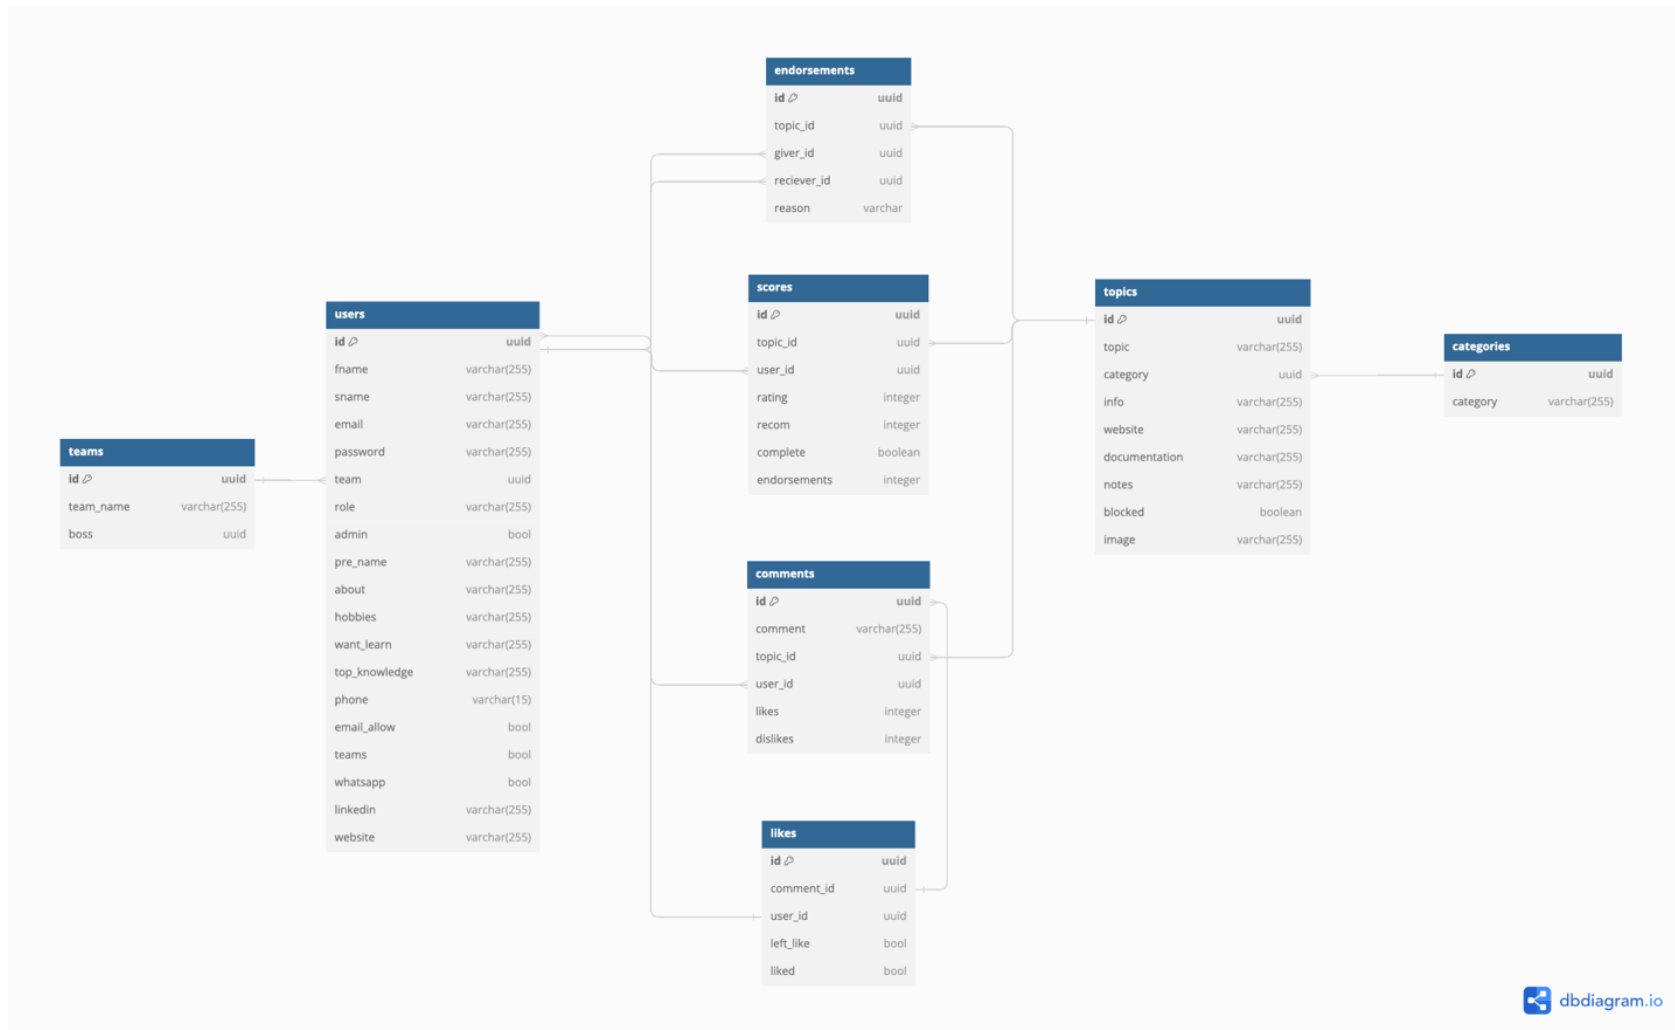 endorsements
id uuid
topic_id uuid
giver_id uuid
reciever_id uuid
reason varchar
scores
id uuid
topic_id uuid
user_id uuid
rating integer
recom integer
complete boolean
endorsements integer
topics
id uuid
topic varchar(255)
category uuid
info varchar(255)
website varchar(255)
documentation varchar(255)
notes varchar(255)
blocked boolean
image varchar(255)
users
id uuid
fname varchar(255)
sname varchar(255)
email varchar(255)
password varchar(255)
team uuid
role varchar(255)
admin bool
pre_name varchar(255)
about varchar(255)
hobbies varchar(255)
want_learn varchar(255)
top_knowledge varchar(255)
phone varchar(15)
email_allow bool
teams bool
whatsapp bool
linkedin varchar(255)
website varchar(255)
categories
id uuid
category varchar(255)
teams
id uuid
team_name varchar(255)
boss uuid
comments
id uuid
comment varchar(255)
topic_id uuid
user_id uuid
likes integer
dislikes integer
likes
id uuid
comment_id uuid
user_id uuid
left_like bool
liked bool
dbdiagram.io